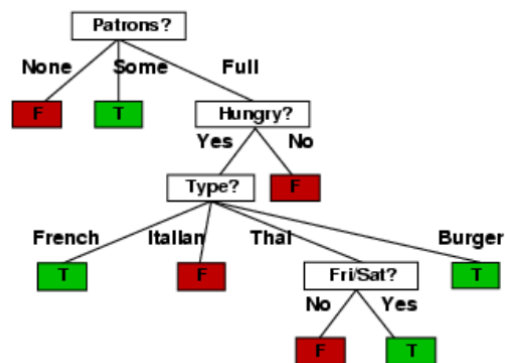 Patrons?
None Some Full
F T Hungry?
Yes No
Type? F
French Italian Thai Burger
T F Fri/Sat? T
No Yes
F T